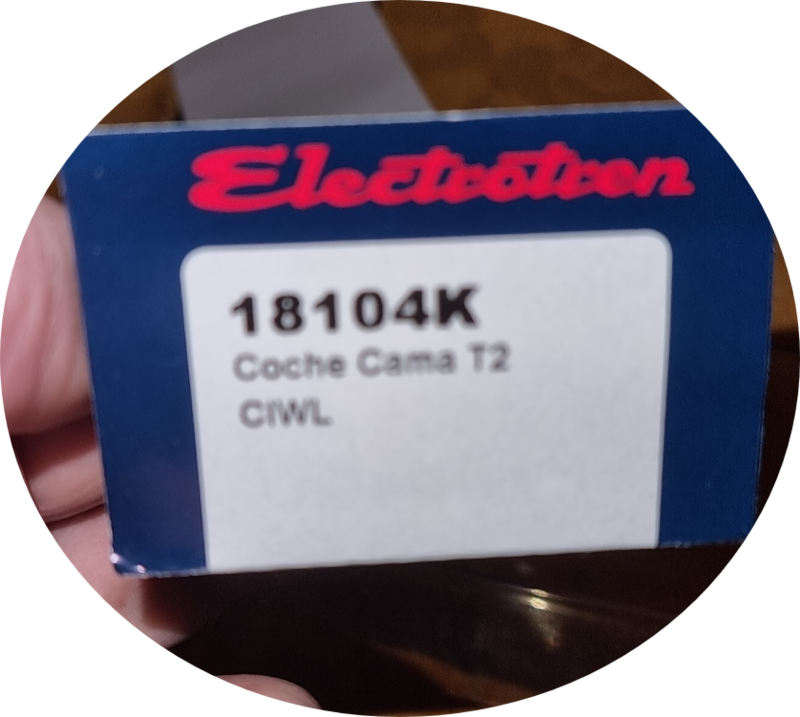 Electrotren
18104K
Coche Cama T2
CIWL